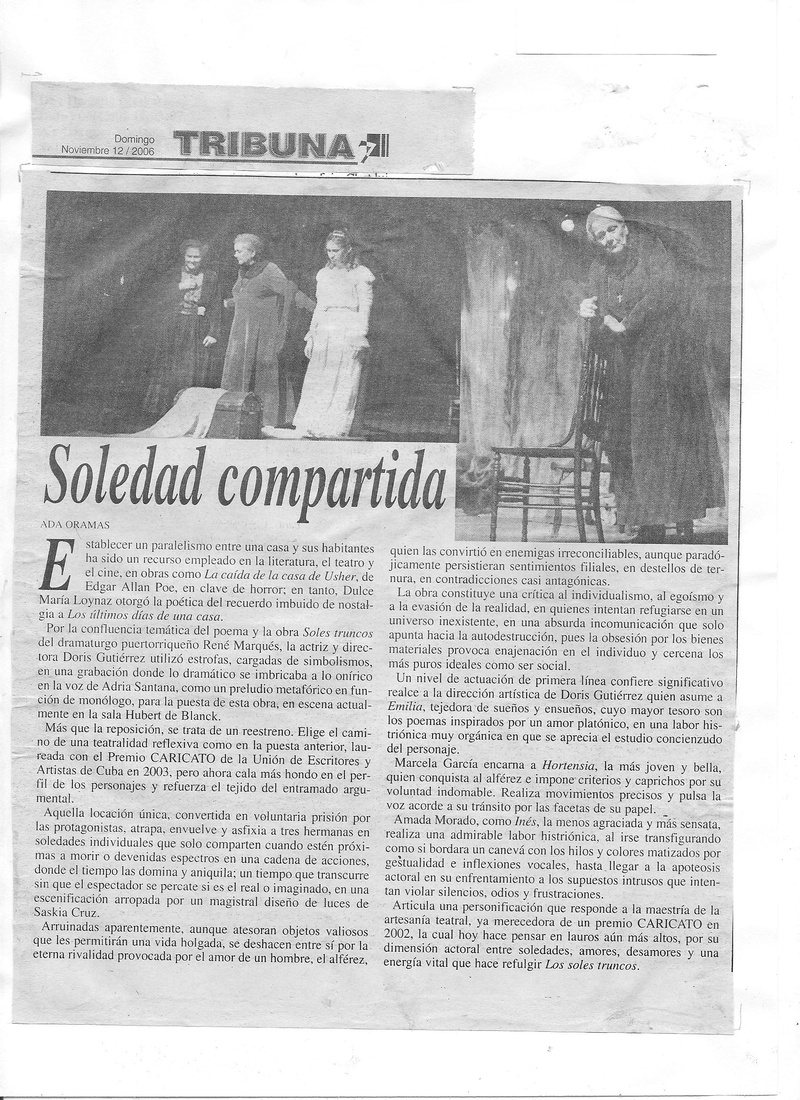 Domingo
Noviembre 12 / 2006
TRIBUNA 7
Soledad compartida
ADA ORAMAS
Establecer un paralelismo entre una casa y sus habitantes
ha sido un recurso empleado en la literatura, el teatro y
el cine, en obras como La caída de la casa de Usher, de
Edgar Allan Poe, en clave de horror; en tanto, Dulce
María Loynaz otorgó la poética del recuerdo imbuido de nostal-
gia a Los últimos días de una casa.
Por la confluencia temática del poema y la obra Soles truncos
del dramaturgo puertorriqueño René Marqués, la actriz y direc-
tora Doris Gutiérrez utilizó estrofas, cargadas de simbolismos,
en una grabación donde lo dramático se imbricaba a lo onírico
en la voz de Adria Santana, como un preludio metafórico en fun-
ción de monólogo, para la puesta de esta obra, en escena actual-
mente en la sala Hubert de Blanck.
Más que la reposición, se trata de un reestreno. Elige el cami-
no de una teatralidad reflexiva como en la puesta anterior, lau-
reada con el Premio CARICATO de la Unión de Escritores y
Artistas de Cuba en 2003, pero ahora cala más hondo en el per-
fil de los personajes y refuerza el tejido del entramado argu-
mental.
Aquella locación única, convertida en voluntaria prisión por
las protagonistas, atrapa, envuelve y asfixia a tres hermanas en
soledades individuales que solo comparten cuando estén próxi-
mas a morir o devenidas espectros en una cadena de acciones,
donde el tiempo las domina y aniquila; un tiempo que transcurre
sin que el espectador se percate si es el real o imaginado, en una
escenificación arropada por un magistral diseño de luces de
Saskia Cruz.
Arruinadas aparentemente, aunque atesoran objetos valiosos
que les permitirán una vida holgada, se deshacen entre sí por la
eterna rivalidad provocada por el amor de un hombre, el alférez,
quien las convirtió en enemigas irreconciliables, aunque paradó-
jicamente persistieran sentimientos filiales, en destellos de ter-
nura, en contradicciones casi antagónicas.
La obra constituye una crítica al individualismo, al egoísmo y
a la evasión de la realidad, en quienes intentan refugiarse en un
universo inexistente, en una absurda incomunicación que solo
apunta hacia la autodestrucción, pues la obsesión por los bienes
materiales provoca enajenación en el individuo y cercena los
más puros ideales como ser social.
Un nivel de actuación de primera línea confiere significativo
realce a la dirección artística de Doris Gutiérrez quien asume a
Emilia, tejedora de sueños y ensueños, cuyo mayor tesoro son
los poemas inspirados por un amor platónico, en una labor his-
triónica muy orgánica en que se aprecia el estudio concienzudo
del personaje.
Marcela García encarna a Hortensia, la más joven y bella,
quien conquista al alférez e impone criterios y caprichos por su
voluntad indomable. Realiza movimientos precisos y pulsa la
voz acorde a su tránsito por las facetas de su papel.
Amada Morado, como Inés, la menos agraciada y más sensata,
realiza una admirable labor histriónica, al irse transfigurando
como si bordara un canevá con los hilos y colores matizados por
gestualidad e inflexiones vocales, hasta llegar a la apoteosis
actoral en su enfrentamiento a los supuestos intrusos que inten-
tan violar silencios, odios y frustraciones.
Articula una personificación que responde a la maestría de la
artesanía teatral, ya merecedora de un premio CARICATO en
2002, la cual hoy hace pensar en lauros aún más altos, por su
dimensión actoral entre soledades, amores, desamores y una
energía vital que hace refulgir Los soles truncos.